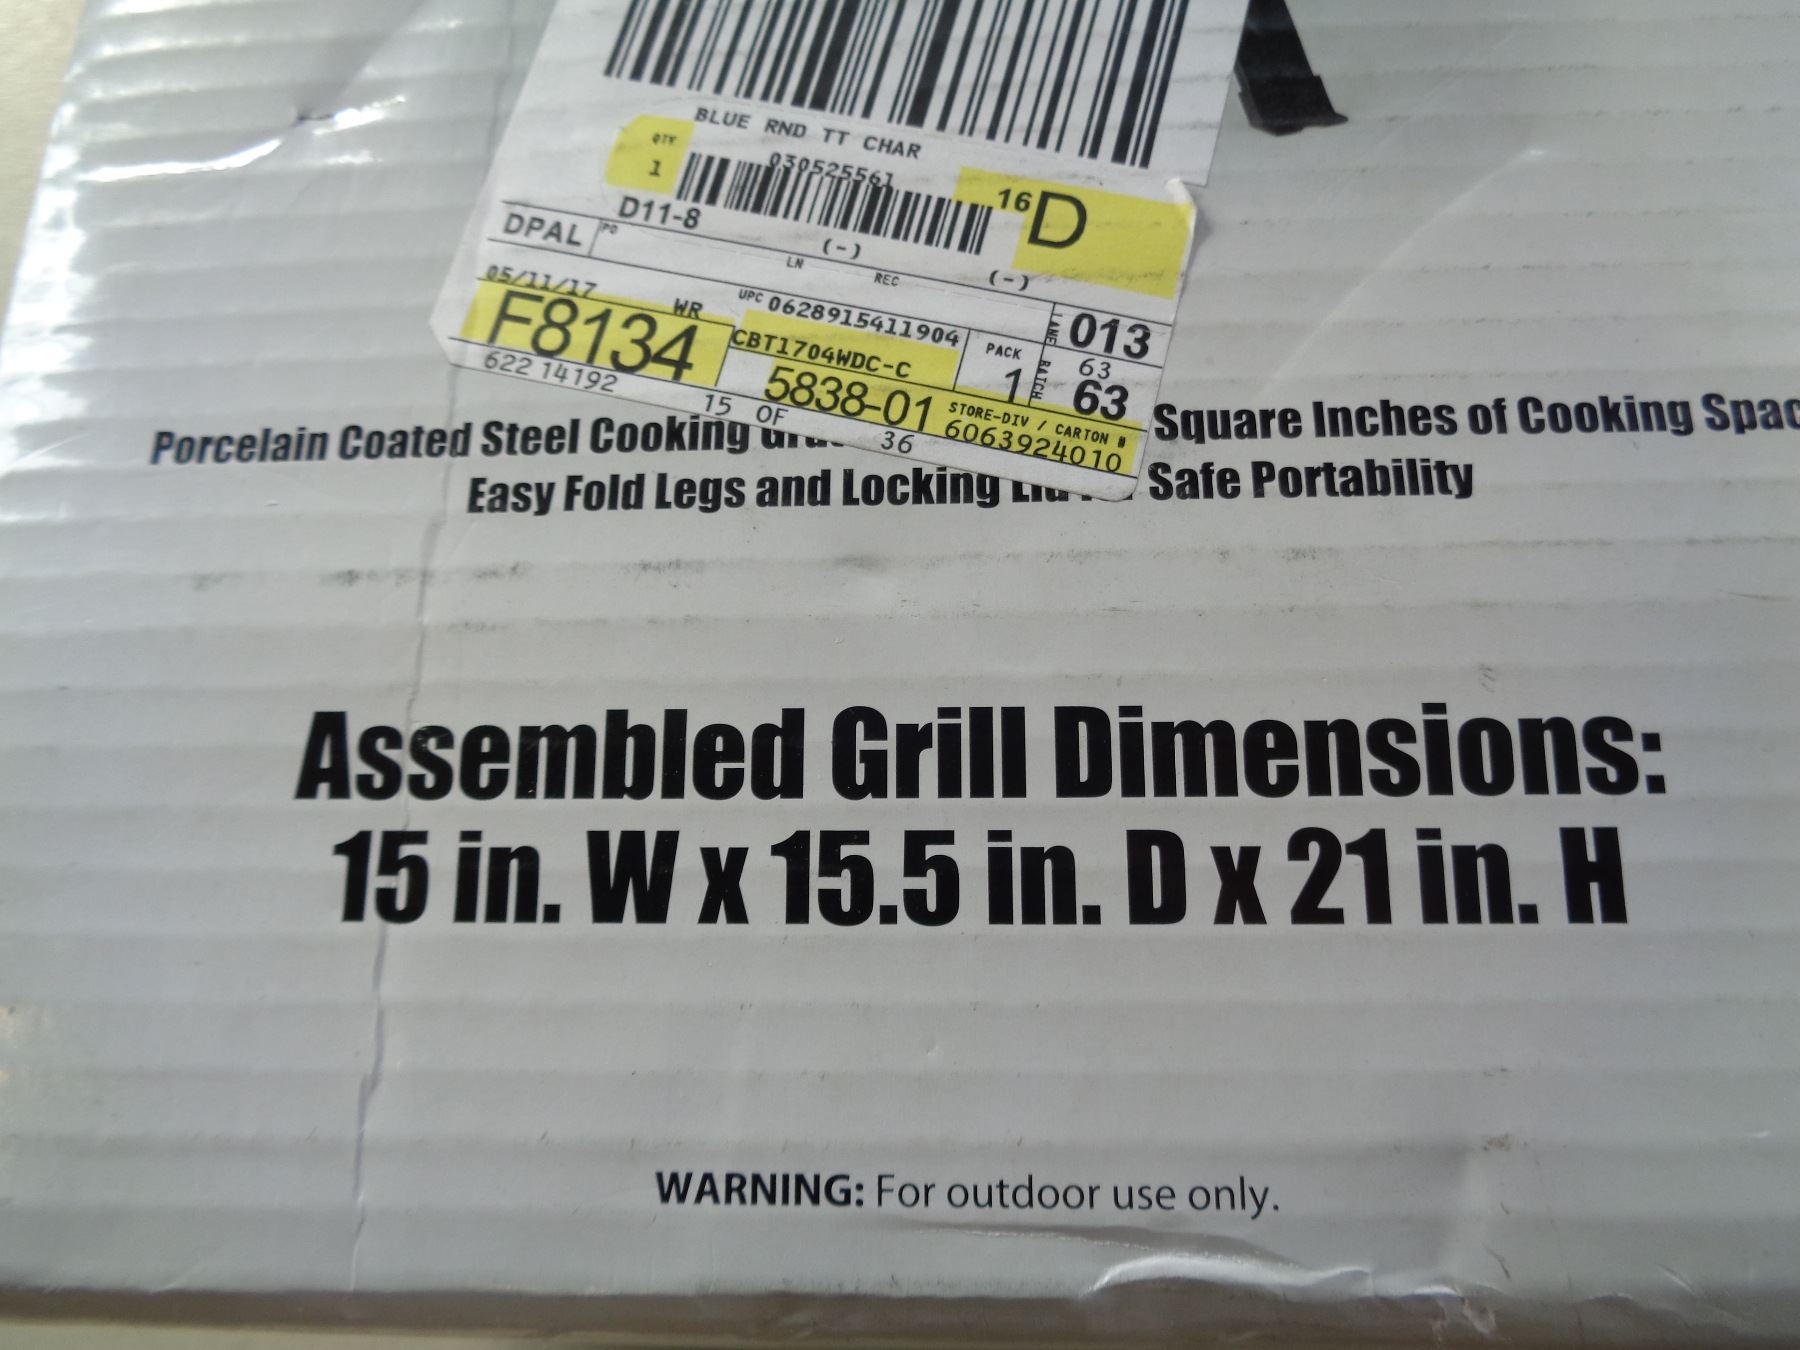 BLUE RND TT CHAR
QTY
1
030525561
16 D
D11-8
DPAL
PO
(-)
(-)
LN
REC
05/11/17
WR
F8134
UPC 0628915411904
CBT1704WDC-C
5838-01
PACK
1
LANE
013
63
BATCH
63
622 14192
15 OF 36
STORE-DIV / CARTON #
6063924010
Porcelain Coated Steel Cooking
Square Inches of Cooking Spac
Easy Fold Legs and Locking
Safe Portability
Assembled Grill Dimensions:
15 in. W x 15.5 in. D x 21 in. H
WARNING: For outdoor use only.